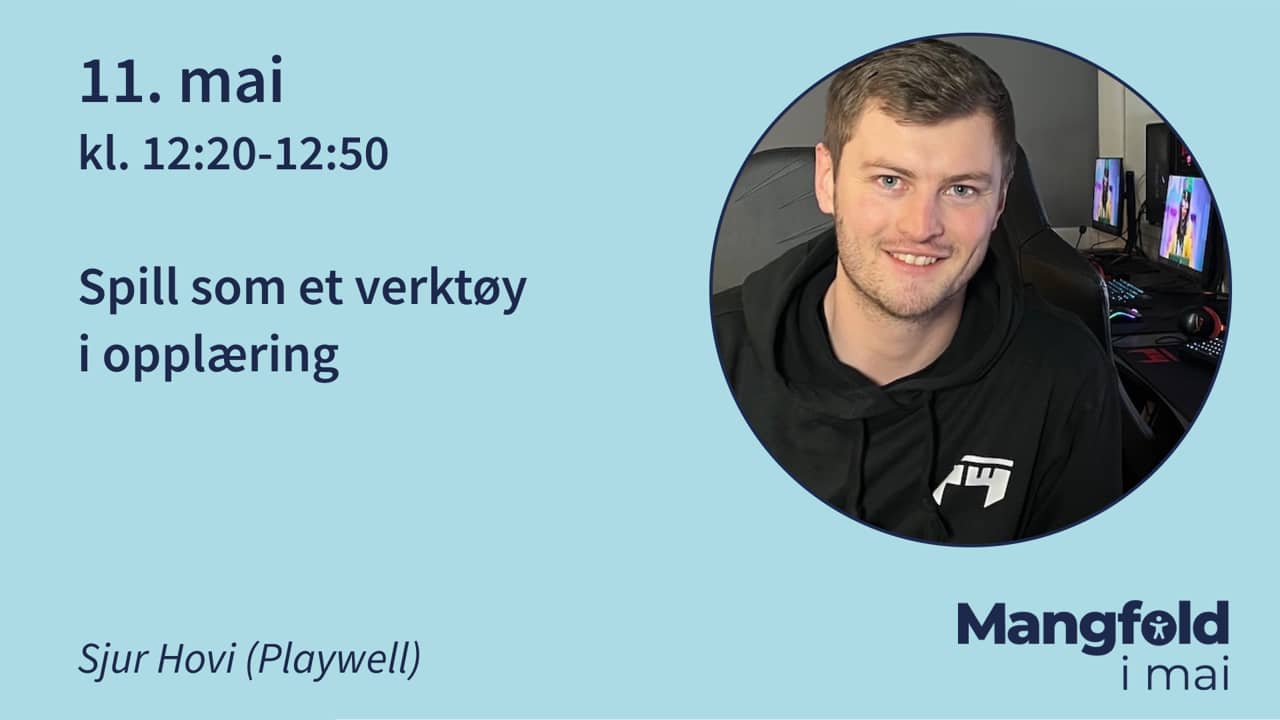 11. mai
kl. 12:20-12:50
Spill som et verktøy
i opplæring
Sjur Hovi (Playwell)
Mangfold
i mai